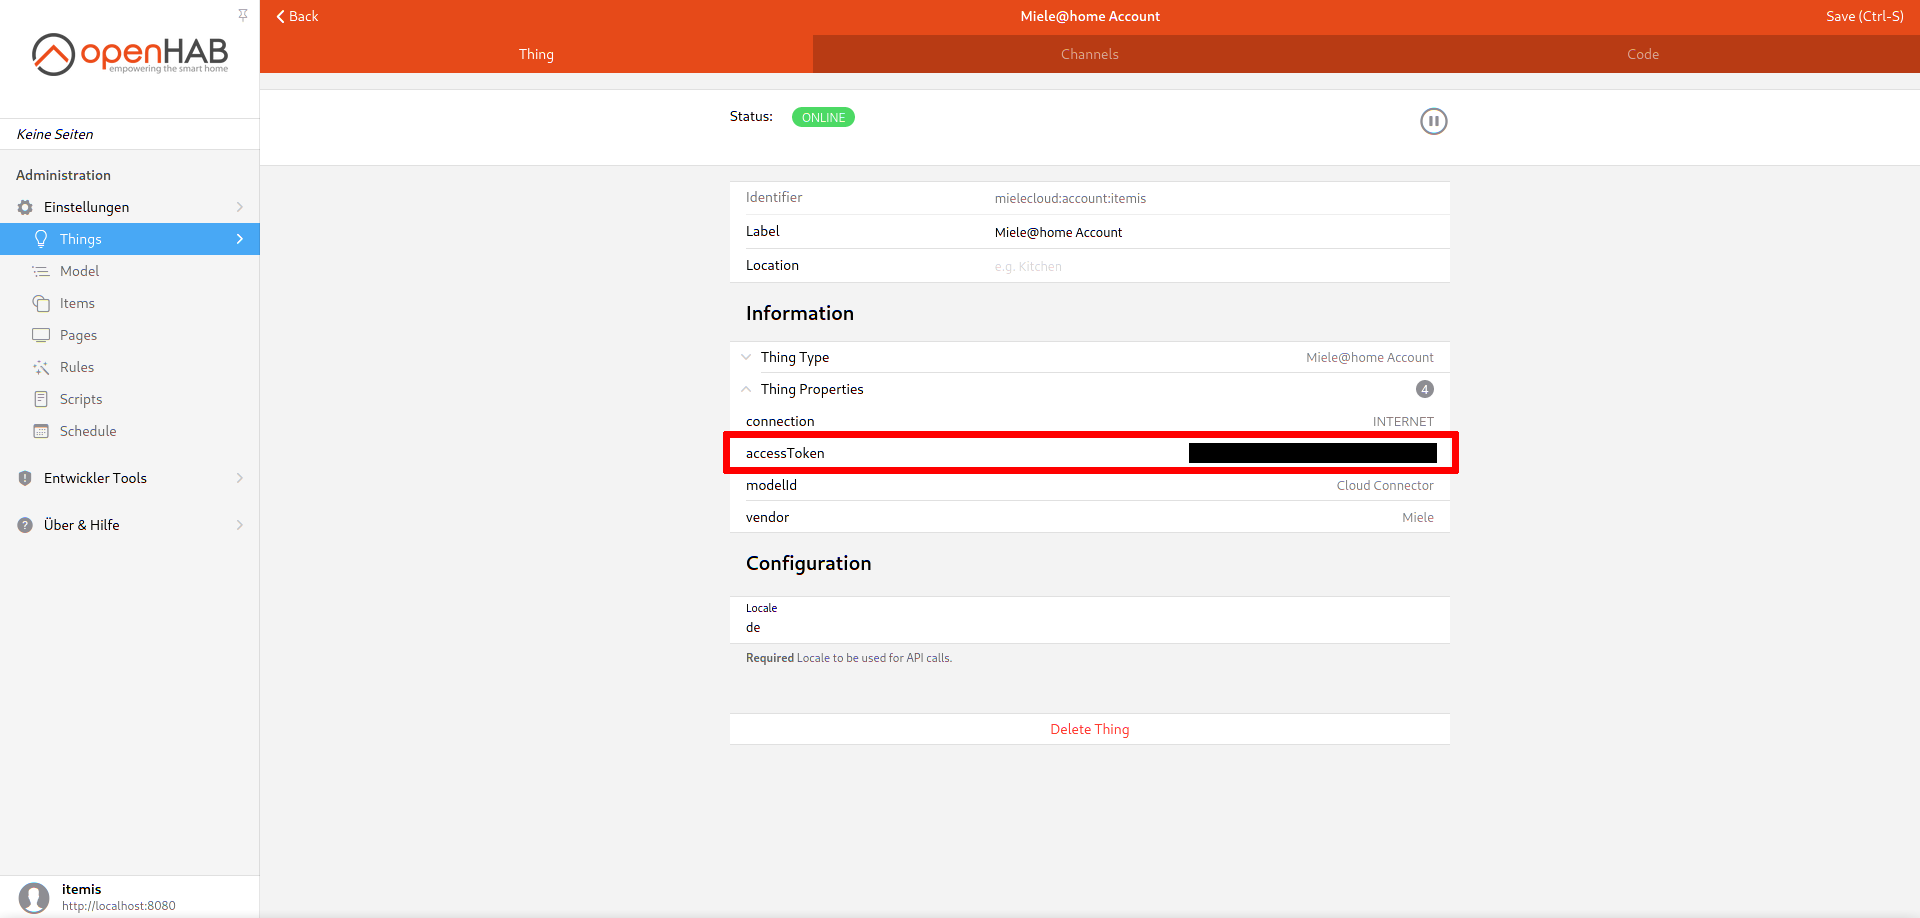 openHAB
empowering the smart home
Keine Seiten
Administration
Einstellungen
Things
Model
Items
Pages
Rules
Scripts
Schedule
Entwickler Tools
Über & Hilfe
itemis
http://localhost:8080
Back
Miele@home Account
Save (Ctrl-S)
Thing
Channels
Code
Status: ONLINE
Identifier mielecloud:account:itemis
Label Miele@home Account
Location e.g. Kitchen
Information
Thing Type Miele@home Account
Thing Properties 4
connection INTERNET
accessToken
modelId Cloud Connector
vendor Miele
Configuration
Locale
de
Required Locale to be used for API calls.
Delete Thing